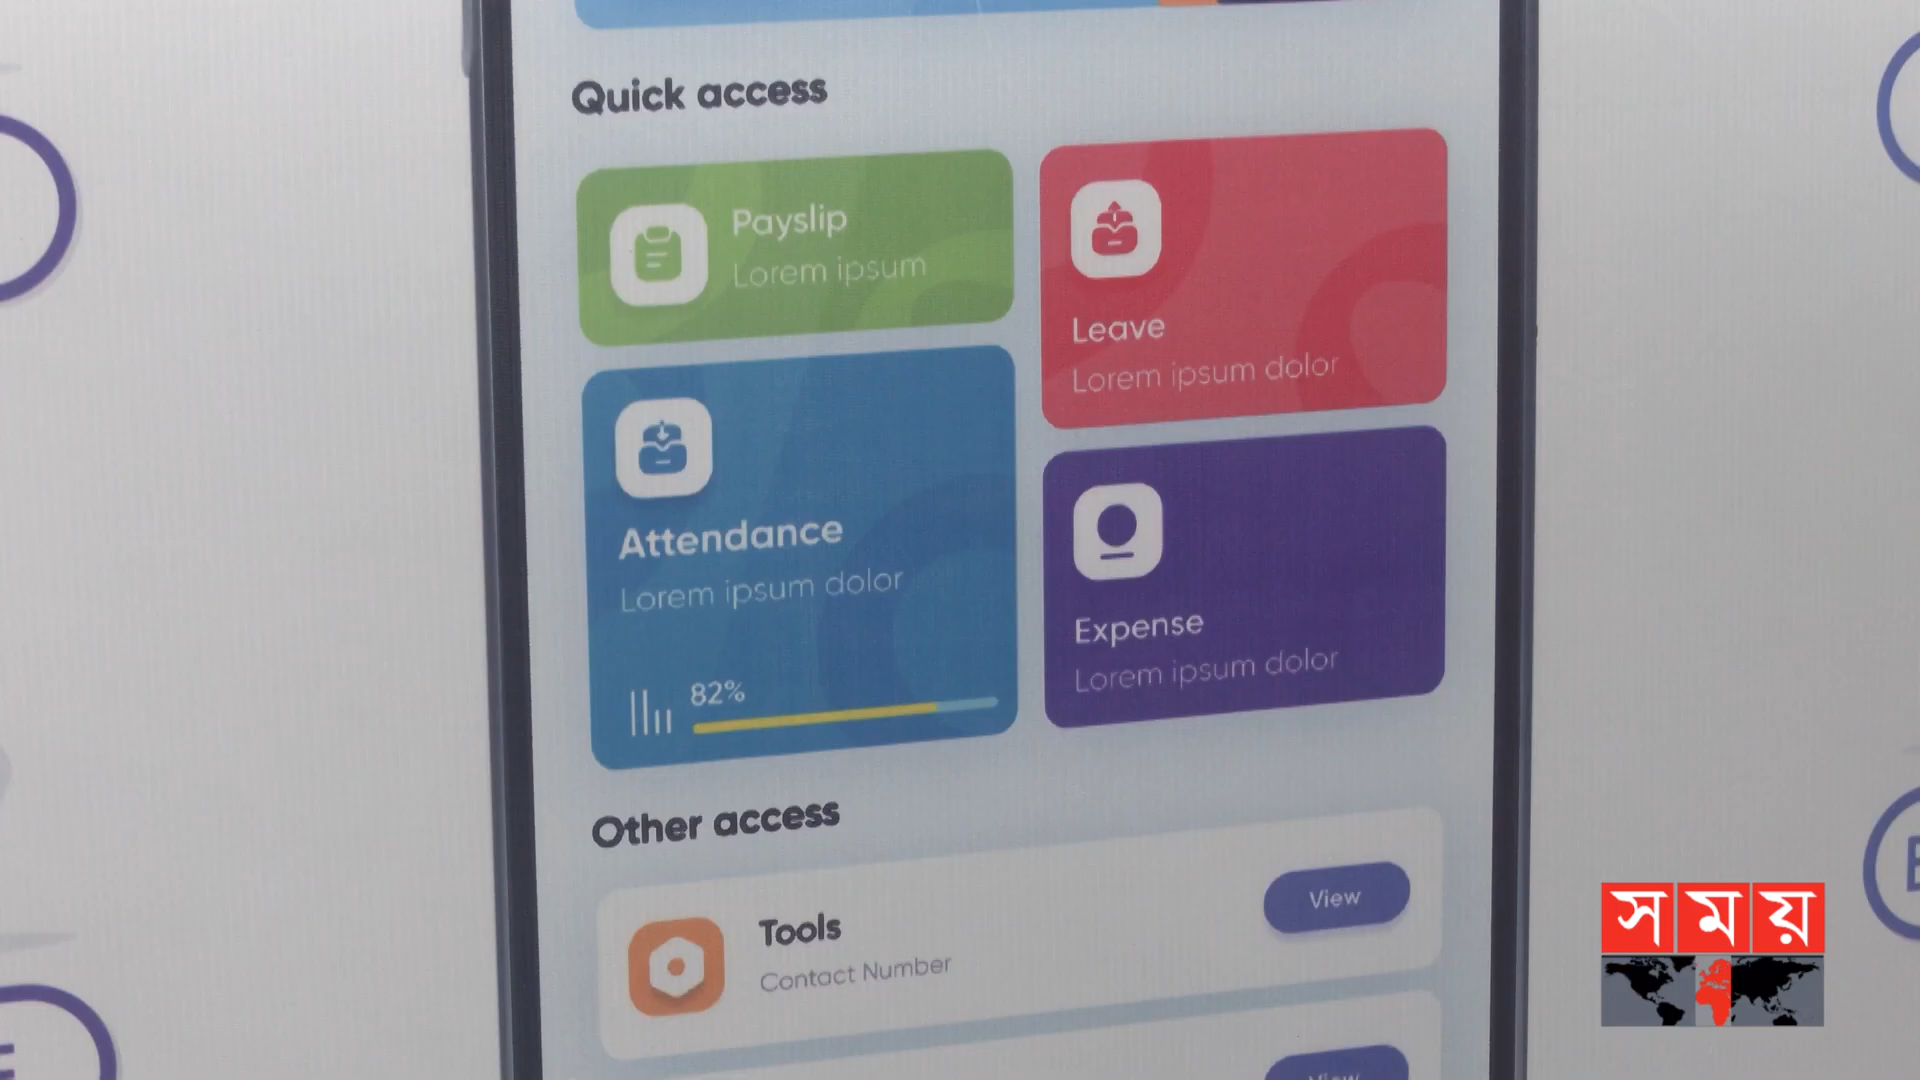 Quick access
Payslip
Lorem ipsum
Leave
Lorem ipsum dolor
Attendance
Lorem ipsum dolor
82%
Expense
Lorem ipsum dolor
Other access
Tools
Contact Number
View
View
সময়